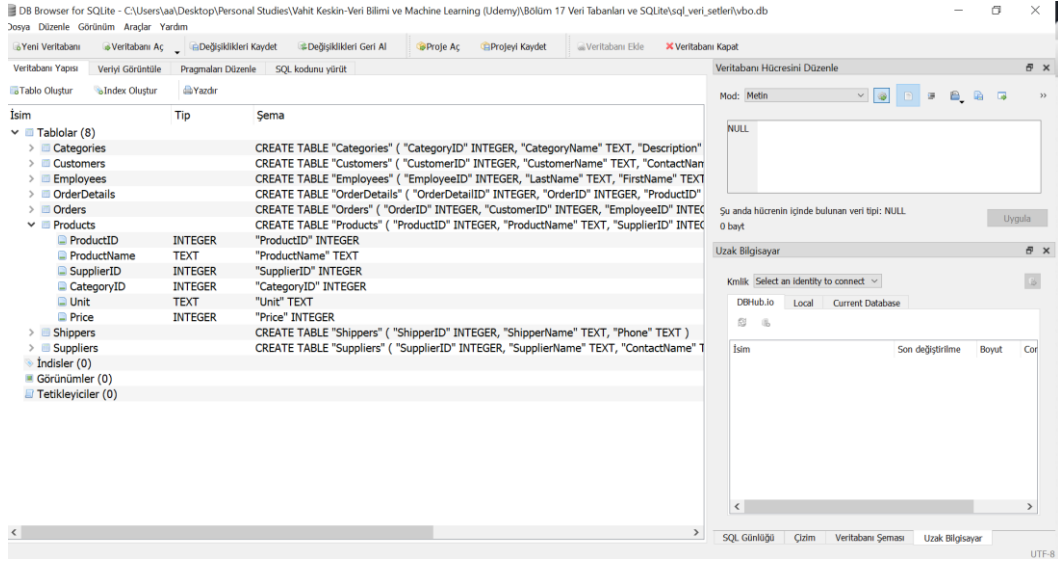 DB Browser for SQLite - C:\Users\aa\Desktop\Personal Studies\Vahit Keskin-Veri Bilimi ve Machine Learning (Udemy)\Bölüm 17 Veri Tabanları ve SQLite\sql_veri_setleri\vbo.db
Dosya Düzenle Görünüm Araçlar Yardım
Yeni Veritabanı Veritabanı Aç Değişiklikleri Kaydet Değişiklikleri Geri Al Proje Aç Projeyi Kaydet Veritabanı Ekle Veritabanı Kapat
Veritabanı Yapısı Veriyi Görüntüle Pragmaları Düzenle SQL kodunu yürüt
Tablo Oluştur Index Oluştur Yazdır
İsim Tip Şema
Tablolar (8)
Categories CREATE TABLE "Categories" ( "CategoryID" INTEGER, "CategoryName" TEXT, "Description"
Customers CREATE TABLE "Customers" ( "CustomerID" INTEGER, "CustomerName" TEXT, "ContactNam
Employees CREATE TABLE "Employees" ( "EmployeeID" INTEGER, "LastName" TEXT, "FirstName" TEXT
OrderDetails CREATE TABLE "OrderDetails" ( "OrderDetailID" INTEGER, "OrderID" INTEGER, "ProductID"
Orders CREATE TABLE "Orders" ( "OrderID" INTEGER, "CustomerID" INTEGER, "EmployeeID" INTEG
Products CREATE TABLE "Products" ( "ProductID" INTEGER, "ProductName" TEXT, "SupplierID" INTEG
ProductID INTEGER "ProductID" INTEGER
ProductName TEXT "ProductName" TEXT
SupplierID INTEGER "SupplierID" INTEGER
CategoryID INTEGER "CategoryID" INTEGER
Unit TEXT "Unit" TEXT
Price INTEGER "Price" INTEGER
Shippers CREATE TABLE "Shippers" ( "ShipperID" INTEGER, "ShipperName" TEXT, "Phone" TEXT )
Suppliers CREATE TABLE "Suppliers" ( "SupplierID" INTEGER, "SupplierName" TEXT, "ContactName" T
İndisler (0)
Görünümler (0)
Tetikleyiciler (0)
Veritabanı Hücresini Düzenle
Mod: Metin
NULL
Şu anda hücrenin içinde bulunan veri tipi: NULL
0 bayt
Uygula
Uzak Bilgisayar
Kmlik Select an identity to connect
DBHub.io Local Current Database
İsim Son değiştirilme Boyut Cor
SQL Günlüğü Çizim Veritabanı Şeması Uzak Bilgisayar
UTF-8